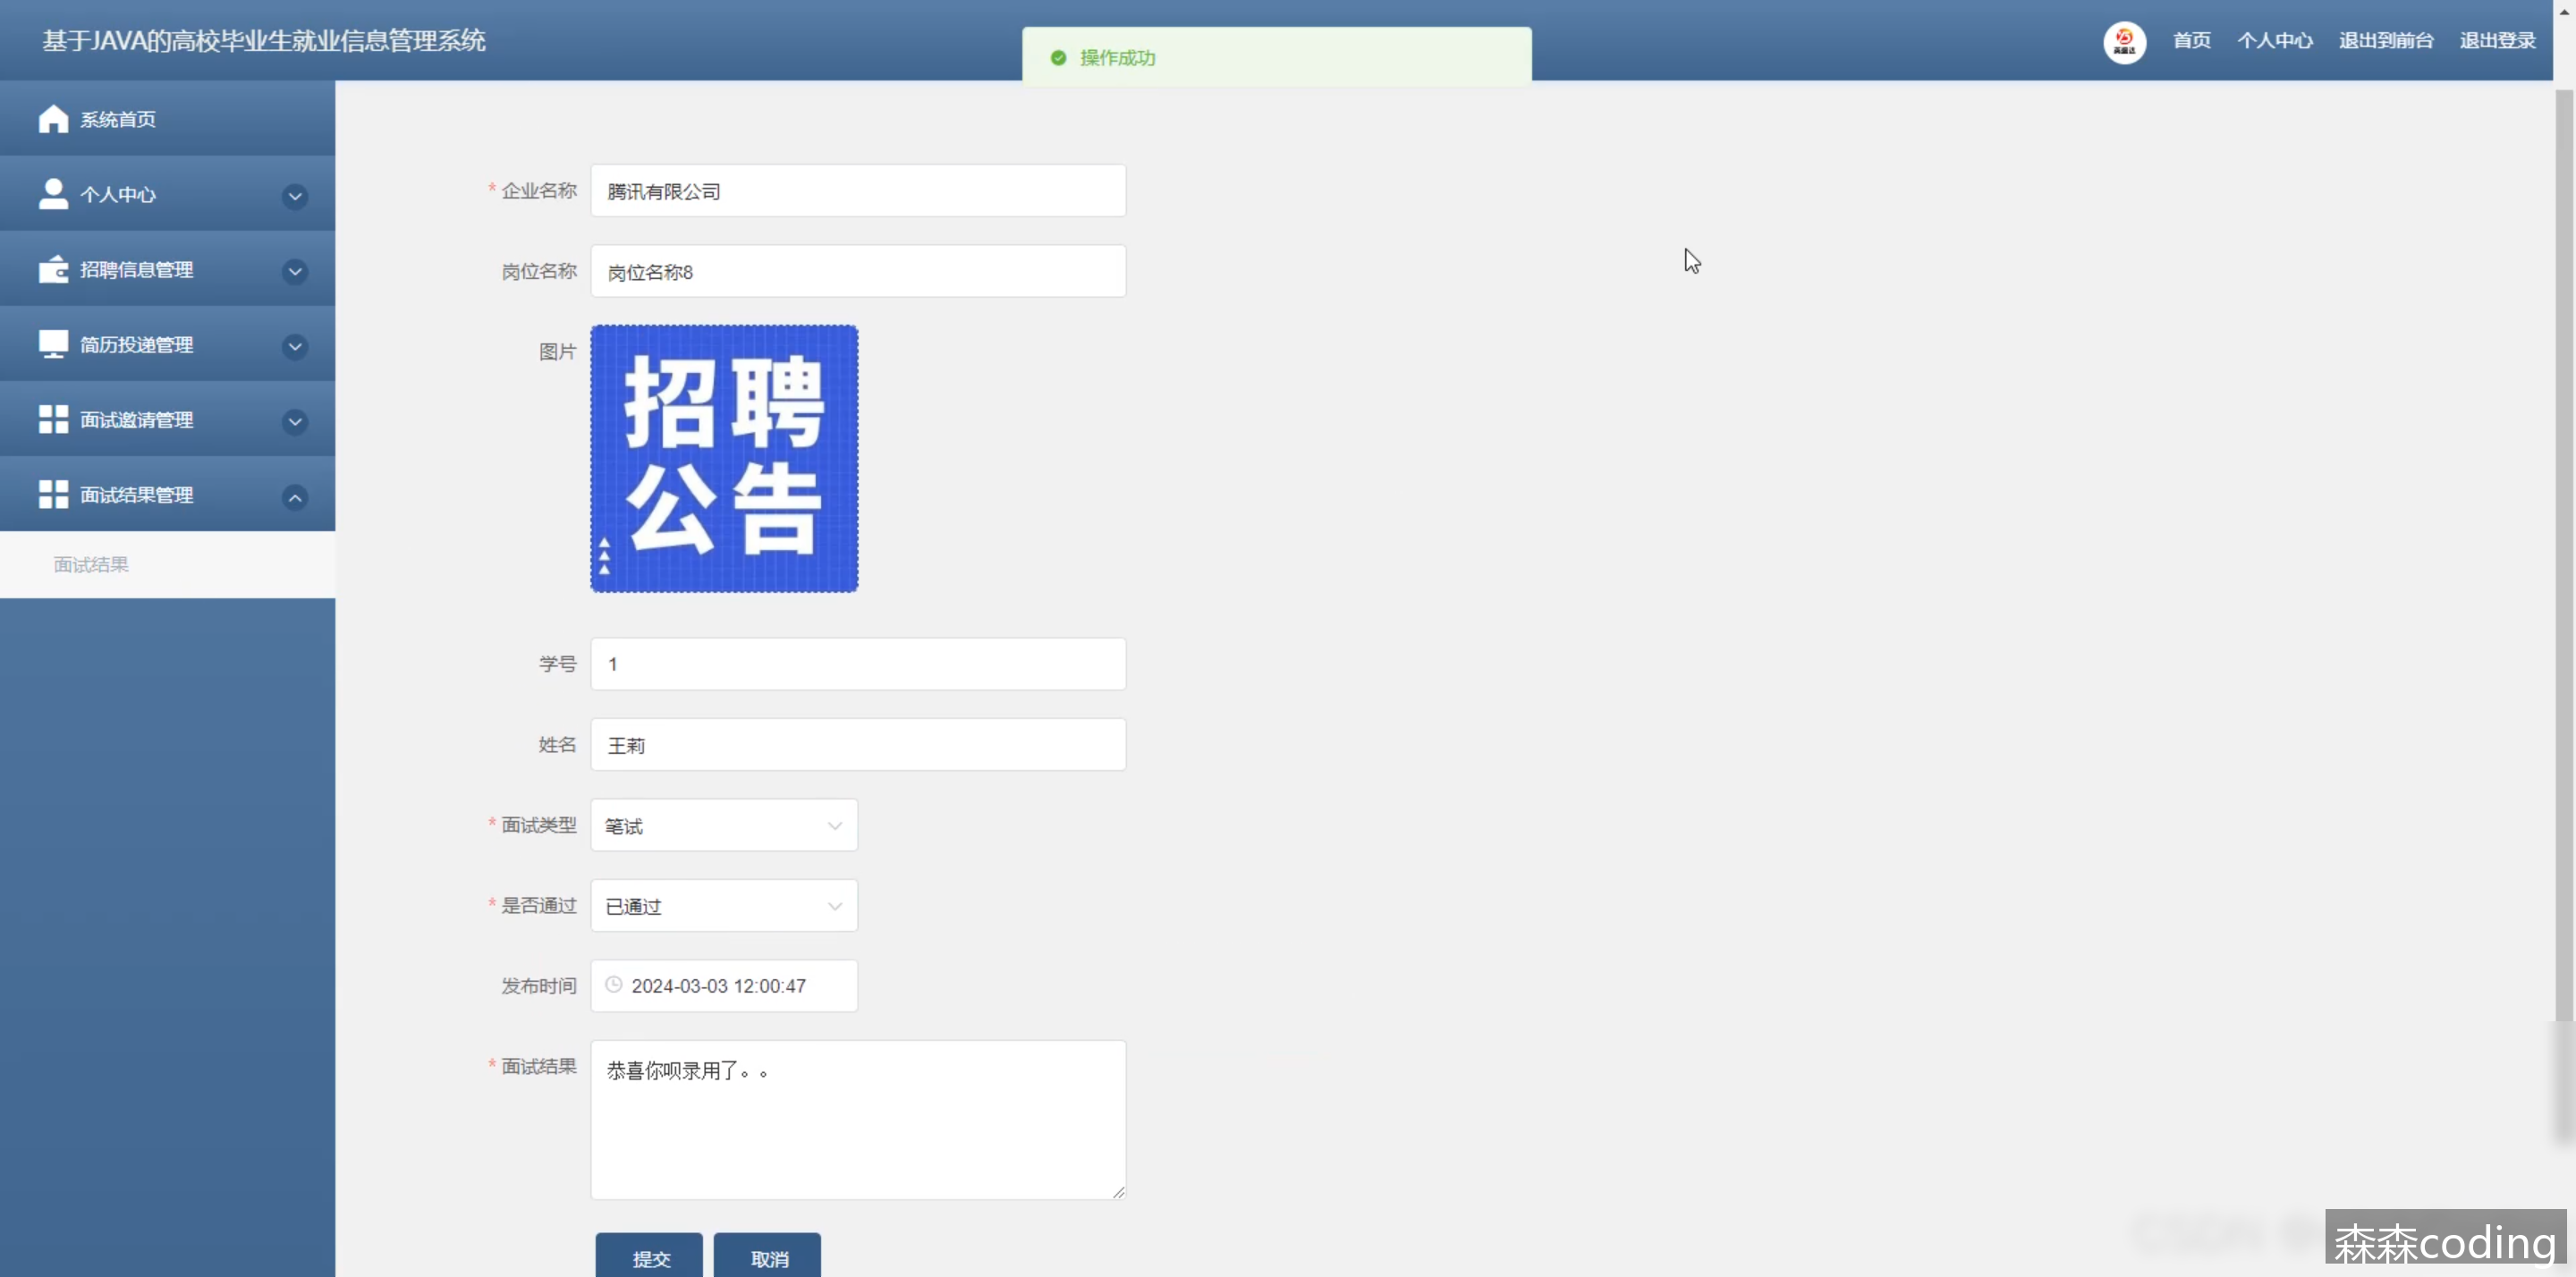 基于JAVA的高校毕业生就业信息管理系统
操作成功
首页
个人中心
退出到前台
退出登录
系统首页
个人中心
招聘信息管理
简历投递管理
面试邀请管理
面试结果管理
面试结果
* 企业名称 腾讯有限公司
岗位名称 岗位名称8
图片
招聘
公告
学号 1
姓名 王莉
* 面试类型 笔试
* 是否通过 已通过
发布时间 2024-03-03 12:00:47
* 面试结果 恭喜你呗录用了。。
提交
取消
森森coding